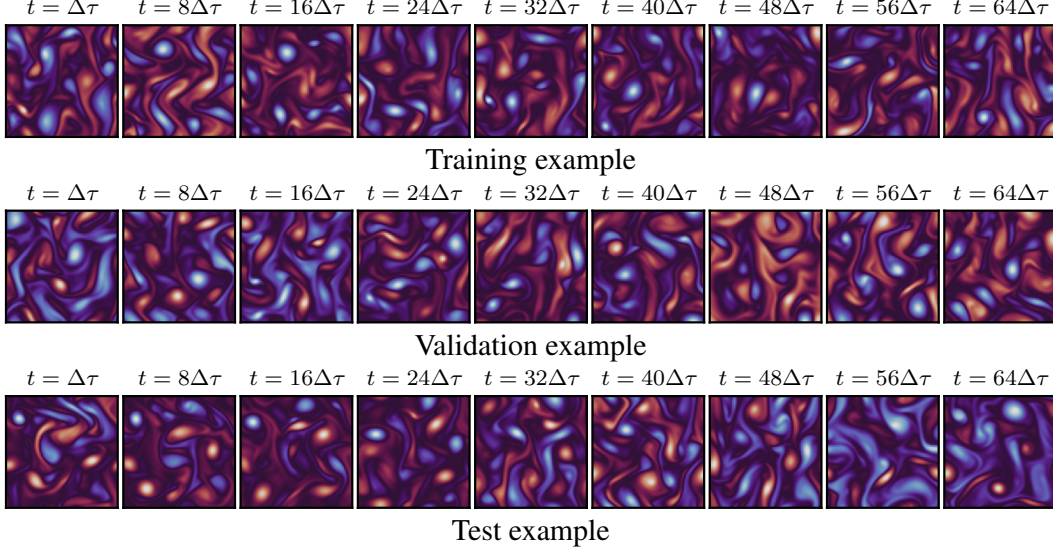 t = Δτ t = 8Δτ t = 16Δτ t = 24Δτ t = 32Δτ t = 40Δτ t = 48Δτ t = 56Δτ t = 64Δτ
Training example
t = Δτ t = 8Δτ t = 16Δτ t = 24Δτ t = 32Δτ t = 40Δτ t = 48Δτ t = 56Δτ t = 64Δτ
Validation example
t = Δτ t = 8Δτ t = 16Δτ t = 24Δτ t = 32Δτ t = 40Δτ t = 48Δτ t = 56Δτ t = 64Δτ
Test example